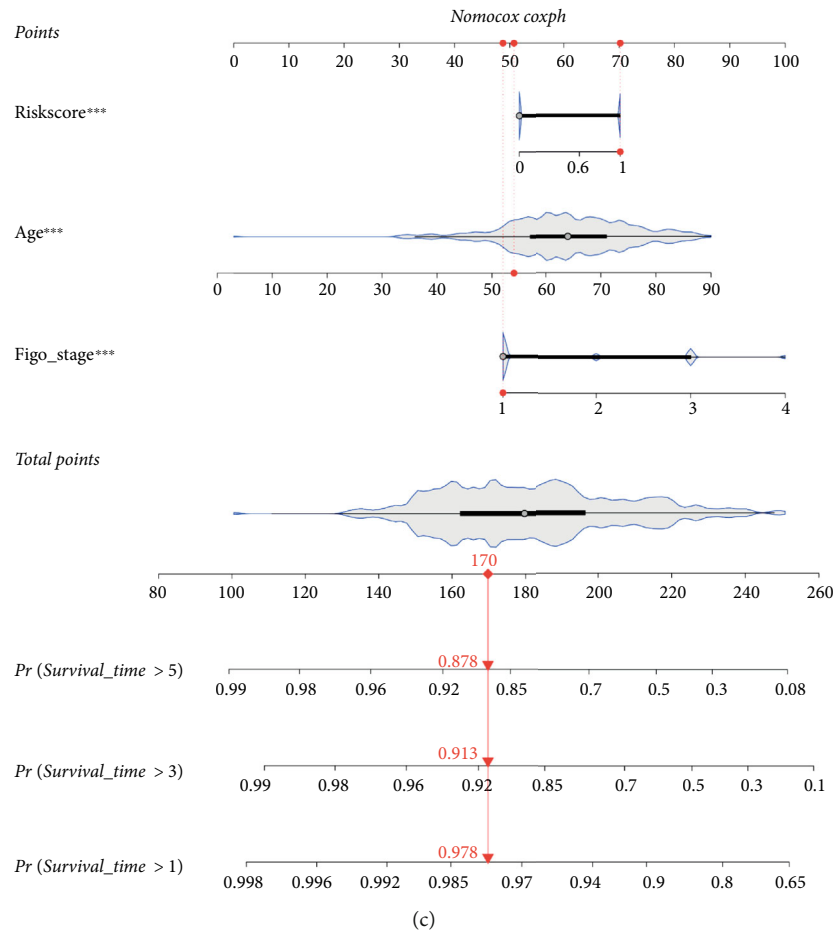 Nomocox coxph
Points
0 10 20 30 40 50 60 70 80 90 100
Riskscore***
0 0.6 1
Age***
0 10 20 30 40 50 60 70 80 90
Figo_stage***
1 2 3 4
Total points
170
80 100 120 140 160 180 200 220 240 260
0.878
Pr (Survival_time > 5)
0.99 0.98 0.96 0.92 0.85 0.7 0.5 0.3 0.08
0.913
Pr (Survival_time > 3)
0.99 0.98 0.96 0.92 0.85 0.7 0.5 0.3 0.1
0.978
Pr (Survival_time > 1)
0.998 0.996 0.992 0.985 0.97 0.94 0.9 0.8 0.65
(c)